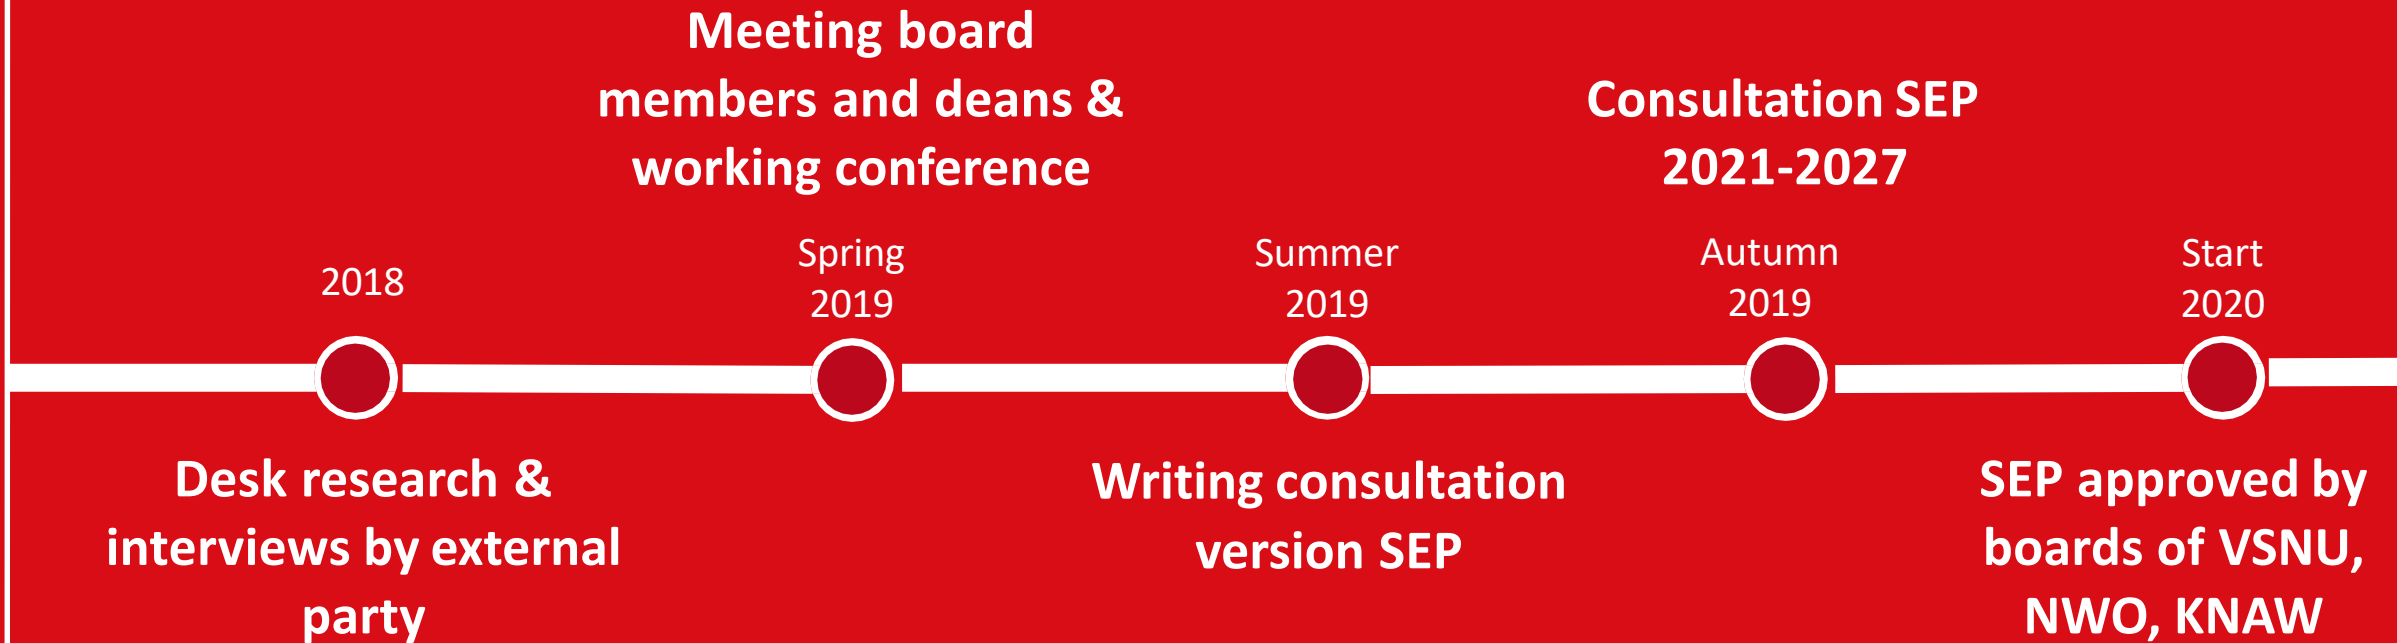 Meeting board
members and deans &
working conference
Consultation SEP
2021-2027
2018
Spring
2019
Summer
2019
Autumn
2019
Start
2020
Desk research &
interviews by external
party
Writing consultation
version SEP
SEP approved by
boards of VSNU,
NWO, KNAW